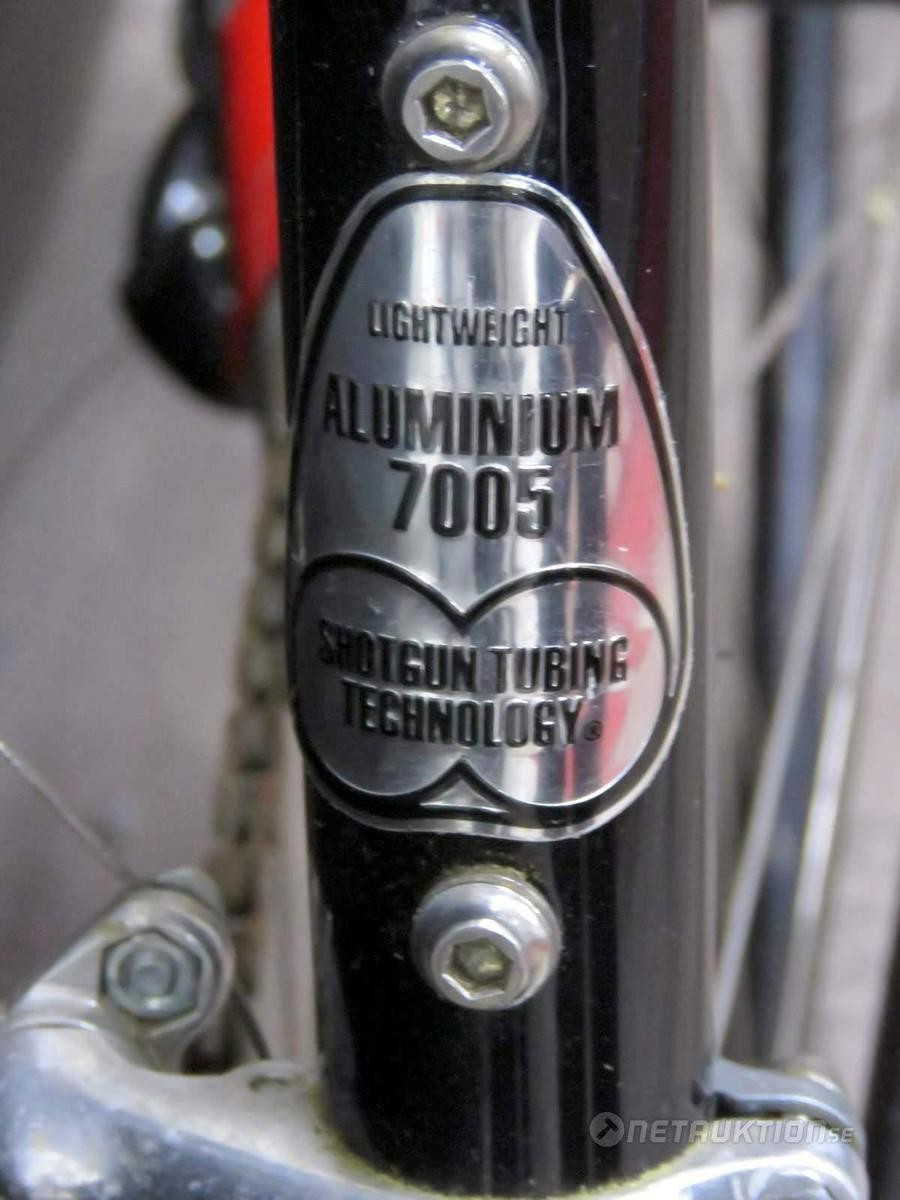 LIGHTWEIGHT
ALUMINIUM
7005
SHOTGUN TUBING
TECHNOLOGY®
NETAUKTION.SE